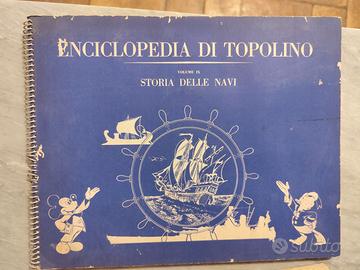 ENCICLOPEDIA DI TOPOLINO
VOLUME IX
STORIA DELLE NAVI
subito